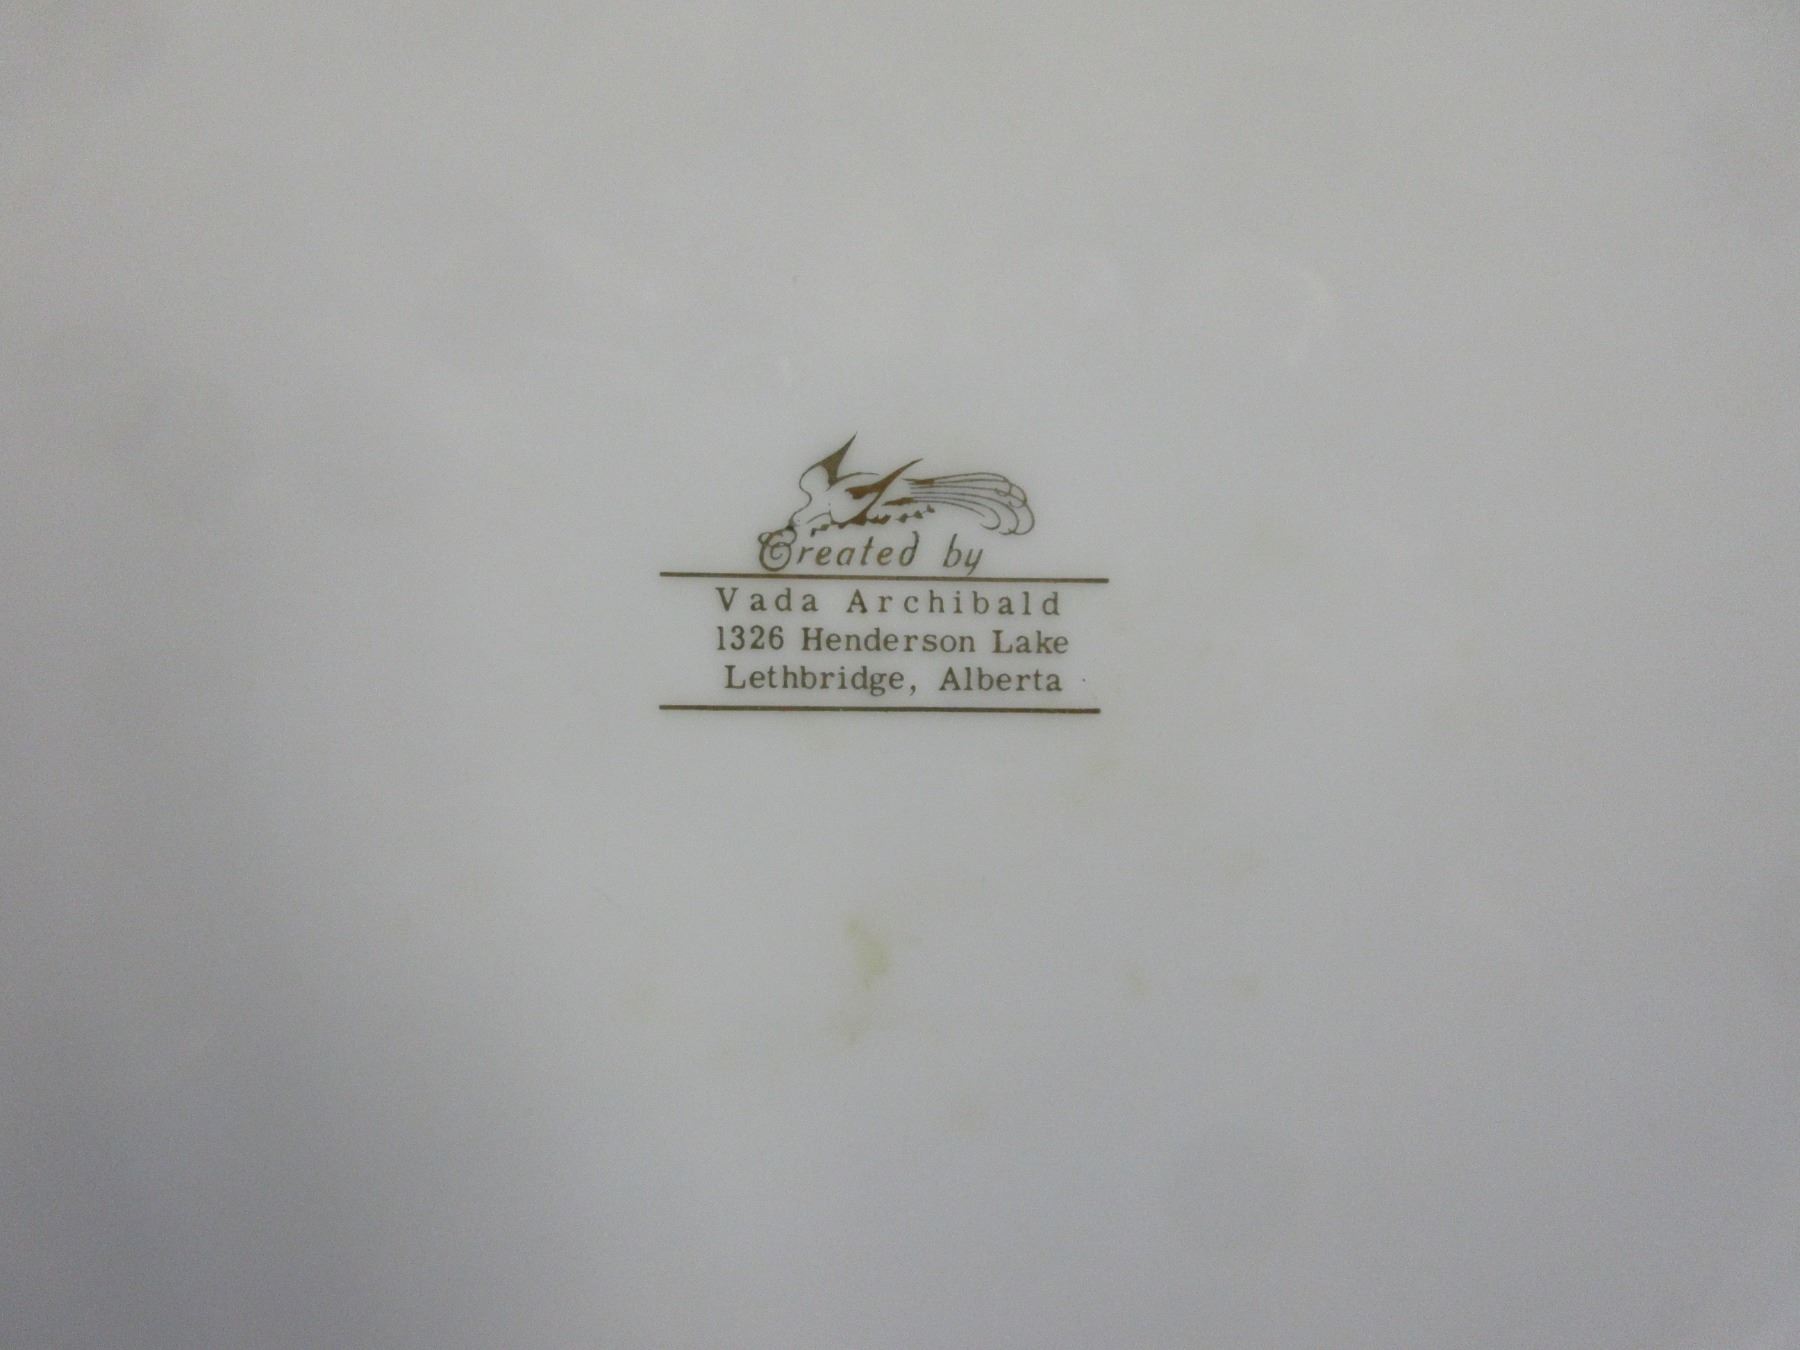 Created by
Vada Archibald
1326 Henderson Lake
Lethbridge, Alberta